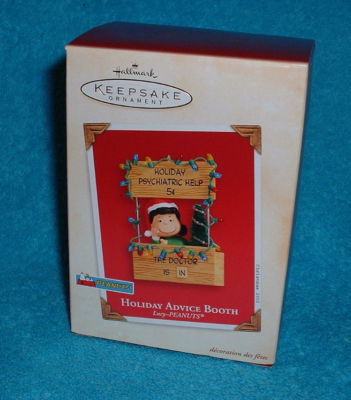 Hallmark
KEEPSAKE
ORNAMENT
HOLIDAY
PSYCHIATRIC HELP
5¢
THE DOCTOR
IS IN
PEANUTS
HOLIDAY ADVICE BOOTH
Lucy–PEANUTS®
décoration des fêtes